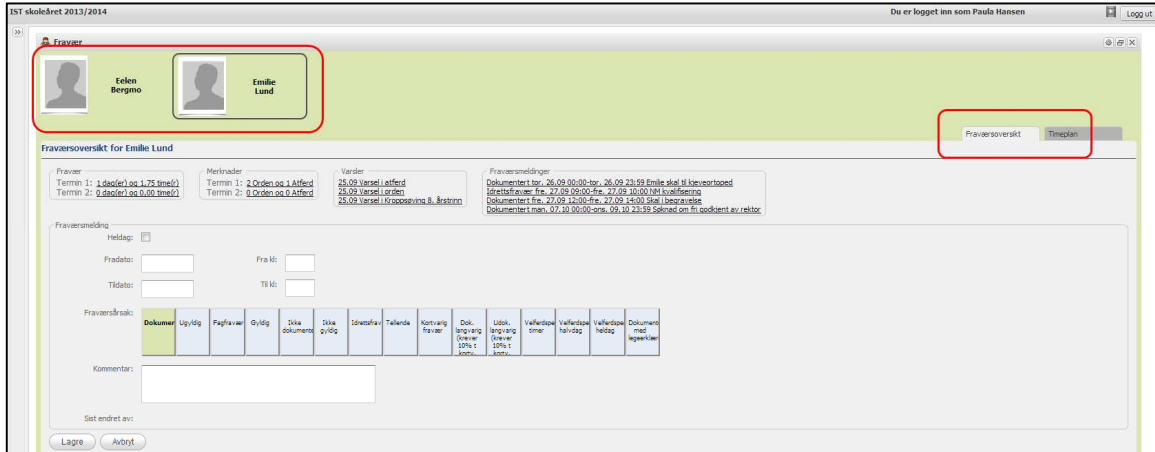 IST skoleåret 2013/2014
Du er logget inn som Paula Hansen
Logg ut
Fravær
Eelen
Bergmo
Emilie
Lund
Fraværsoversikt
Timeplan
Fraværsoversikt for Emilie Lund
Fravær
Termin 1: 1 dag(er) og 1,75 time(r)
Termin 2: 0 dag(er) og 0,00 time(r)
Merknader
Termin 1: 2 Orden og 1 Atferd
Termin 2: 0 Orden og 0 Atferd
Varsler
25.09 Varsel i atferd
25.09 Varsel i orden
25.09 Varsel i Kroppsøving 8. årstrinn
Fraværsmeldinger
Dokumentert tor. 26.09 00:00-tor. 26.09 23:59 Emilie skal til kjeveortoped
Idrettsfravær fre. 27.09 09:00-fre. 27.09 10:00 NM kvalifisering
Dokumentert fre. 27.09 12:00-fre. 27.09 14:00 Skal i begravelse
Dokumentert man. 07.10 00:00-ons. 09.10 23:59 Søknad om fri godkjent av rektor
Fraværsmelding
Heldag:
Fradato:
Fra kl:
Tildato:
Til kl:
Fraværsårsak:
Dokumer
Ugyldig
Fagfravær
Gyldig
Ikke
dokumente
Ikke
gyldig
Idrettsfrav
Tellende
Kortvarig
fravær
Dok.
langvarig
(krever
10% t
kortv.
Udok.
langvarig
(krever
10% t
kortv.
Velferdspe
timer
Velferdspe
halvdag
Velferdspe
heldag
Dokument
med
legeerklær
Kommentar:
Sist endret av:
Lagre
Avbryt